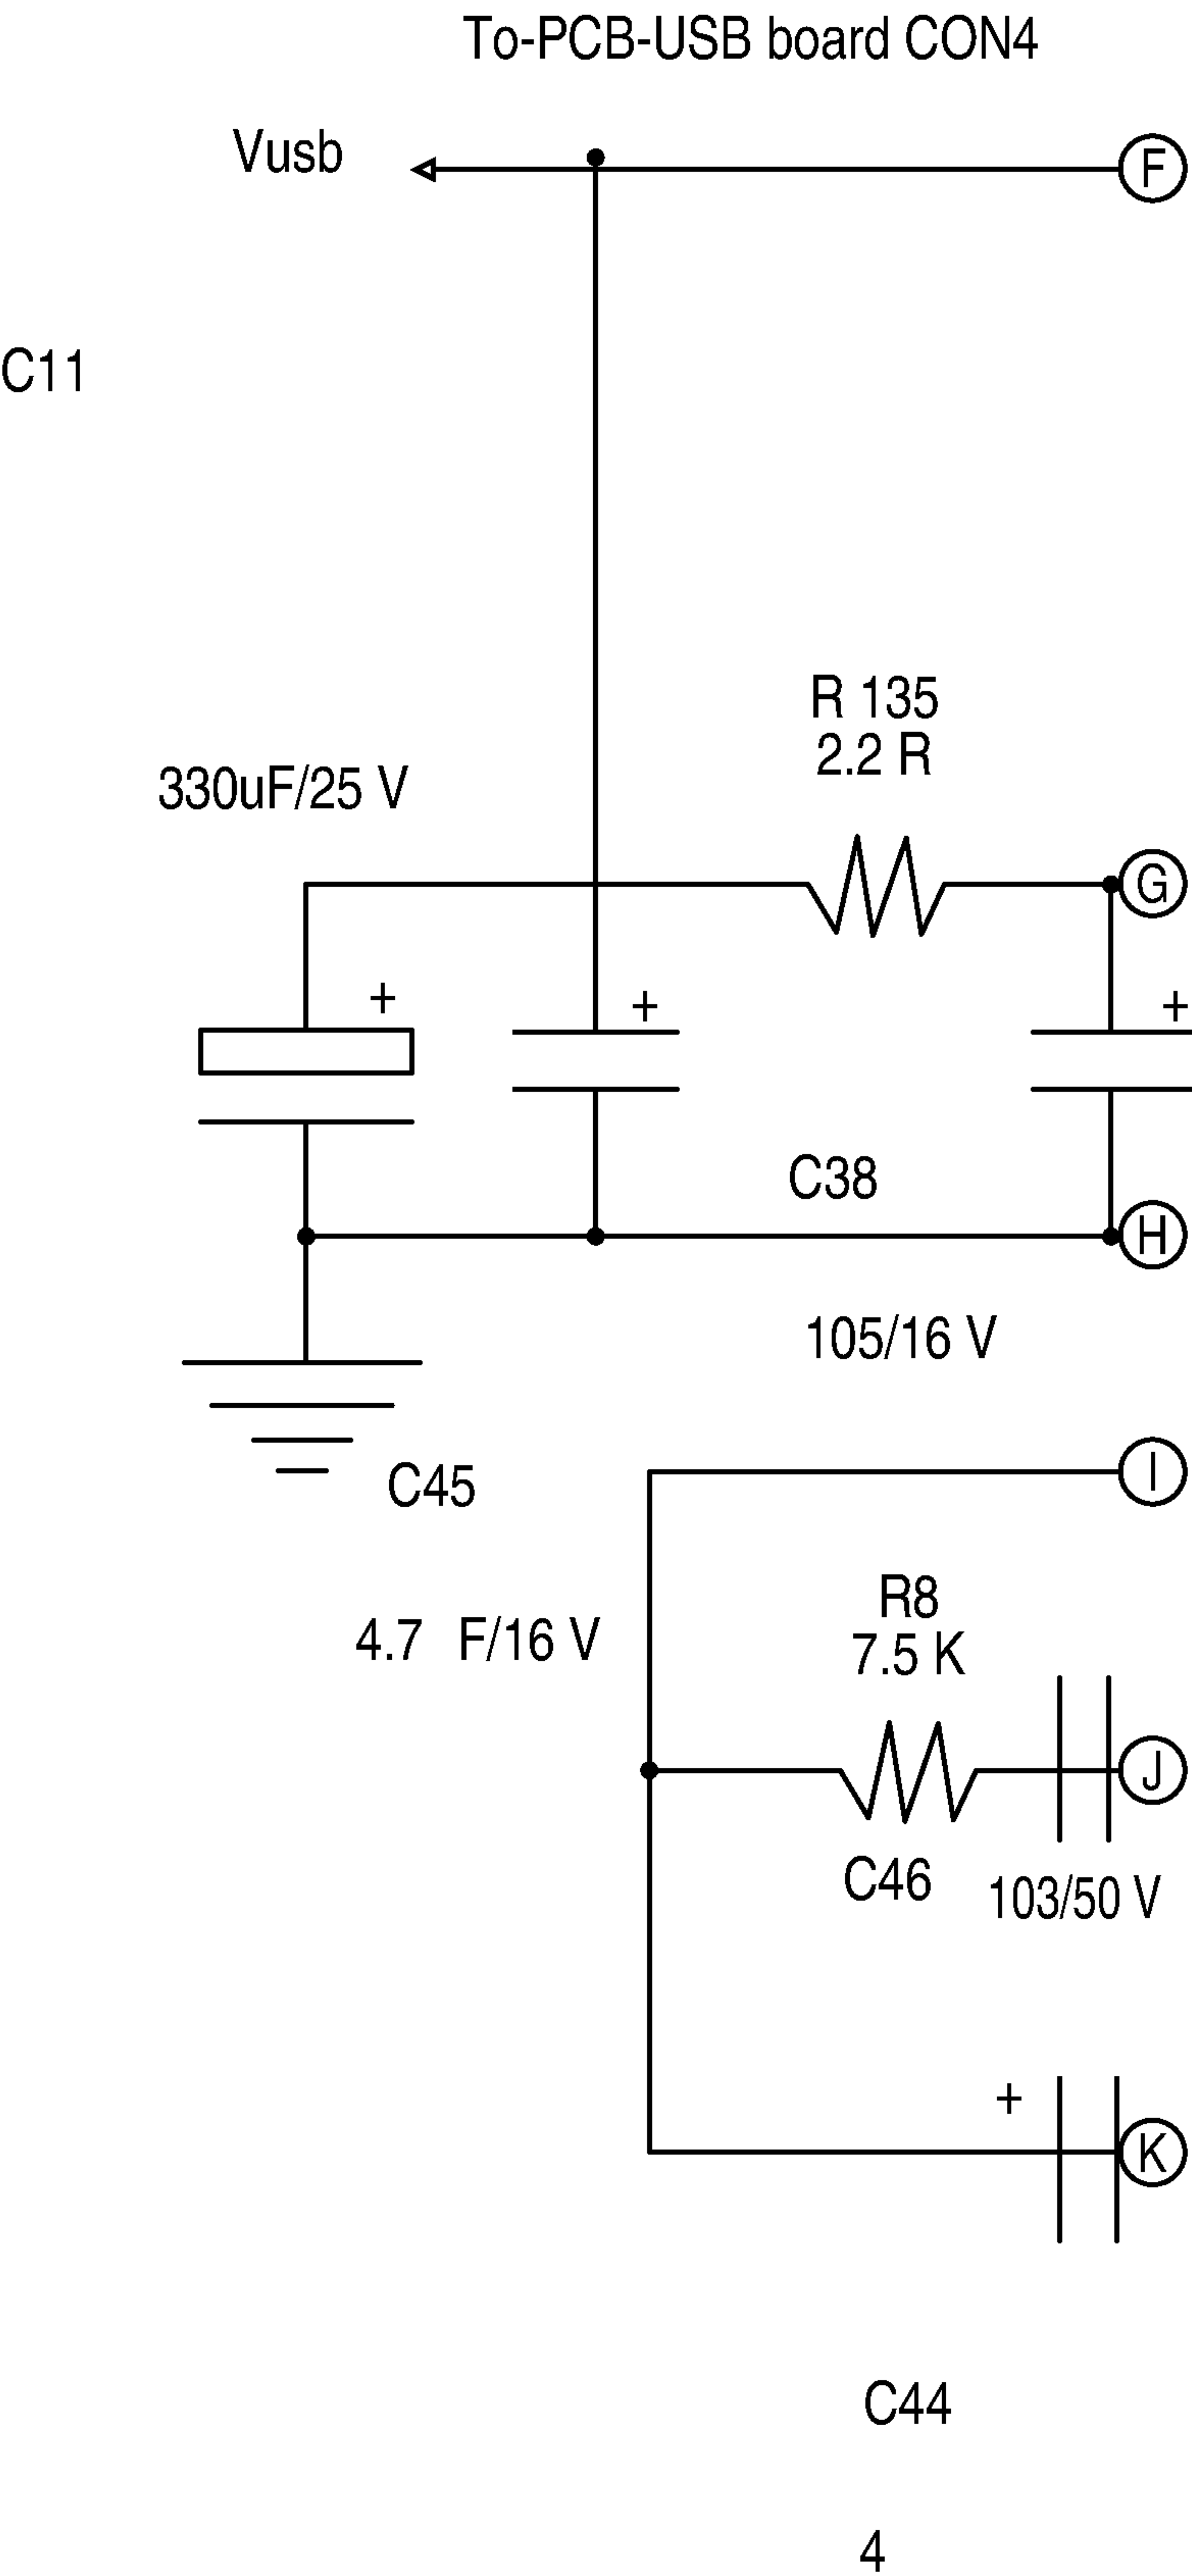 To-PCB-USB board CON4
Vusb
F
C11
R 135
2.2 R
330uF/25 V
G
+
+
+
C38
H
105/16 V
I
C45
R8
7.5 K
4.7 F/16 V
J
C46
103/50 V
+
K
C44
4